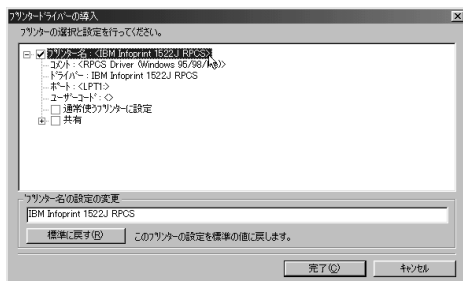 プリンタードライバーの導入
プリンターの選択と設定を行ってください。
プリンター名 : <IBM Infoprint 1522J RPCS>
コメント : <RPCS Driver (Windows 95/98/Me)>
ドライバー : IBM Infoprint 1522J RPCS
ポート : <LPT1:>
ユーザーコード : <>
通常使うプリンターに設定
共有
'プリンター名'の設定の変更
IBM Infoprint 1522J RPCS
標準に戻す(R)
このプリンターの設定を標準の値に戻します。
完了(C)
キャンセル